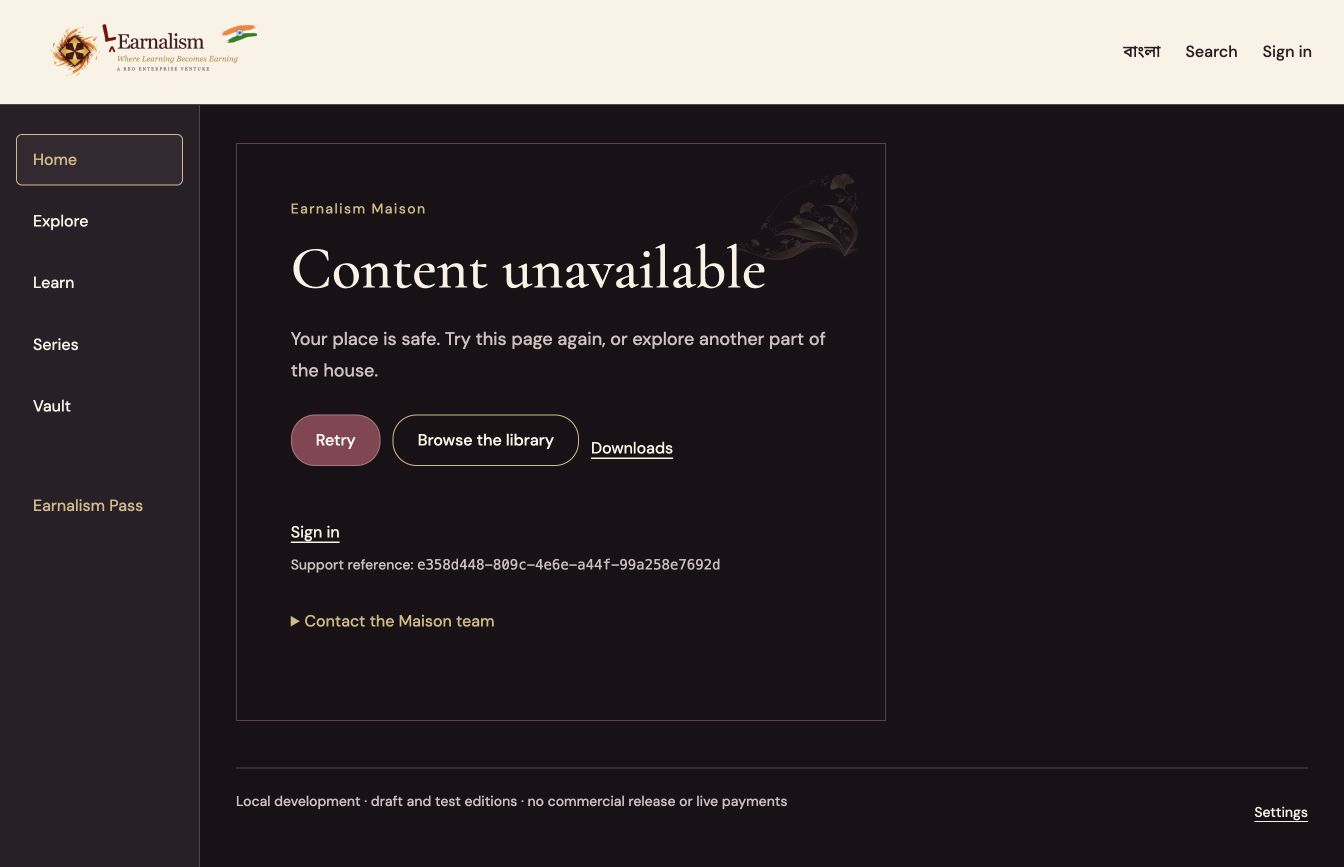 LEarnalism
Where Learning Becomes Earning
A REO ENTERPRISE VENTURE
বাংলা
Search
Sign in
Home
Explore
Learn
Series
Vault
Earnalism Pass
Earnalism Maison
Content unavailable
Your place is safe. Try this page again, or explore another part of
the house.
Retry
Browse the library
Downloads
Sign in
Support reference: e358d448–809c–4e6e–a44f–99a258e7692d
Contact the Maison team
Local development · draft and test editions · no commercial release or live payments
Settings